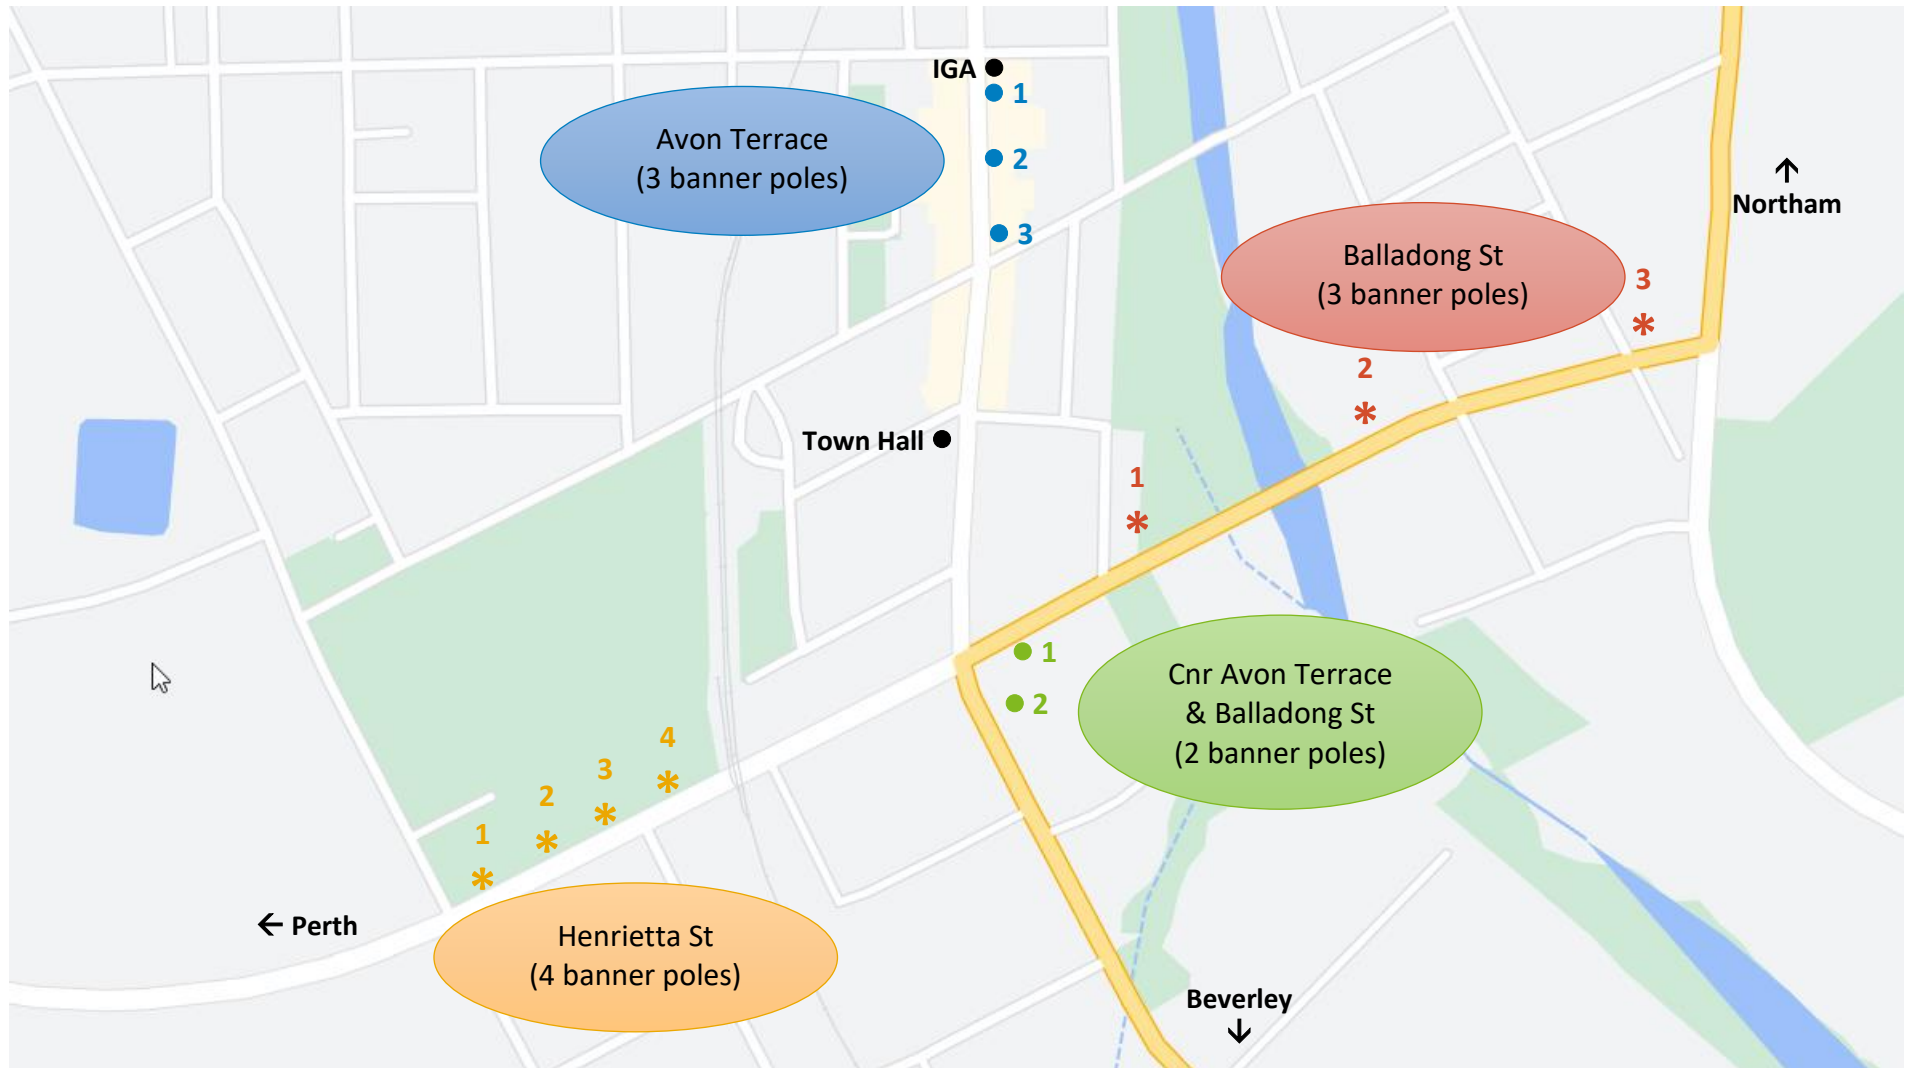 IGA
1
Avon Terrace
(3 banner poles)
2
3
↑
Northam
Balladong St
(3 banner poles)
3
*
2
*
Town Hall
1
*
1
2
Cnr Avon Terrace
& Balladong St
(2 banner poles)
4
*
3
*
2
*
1
*
← Perth
Henrietta St
(4 banner poles)
Beverley
↓